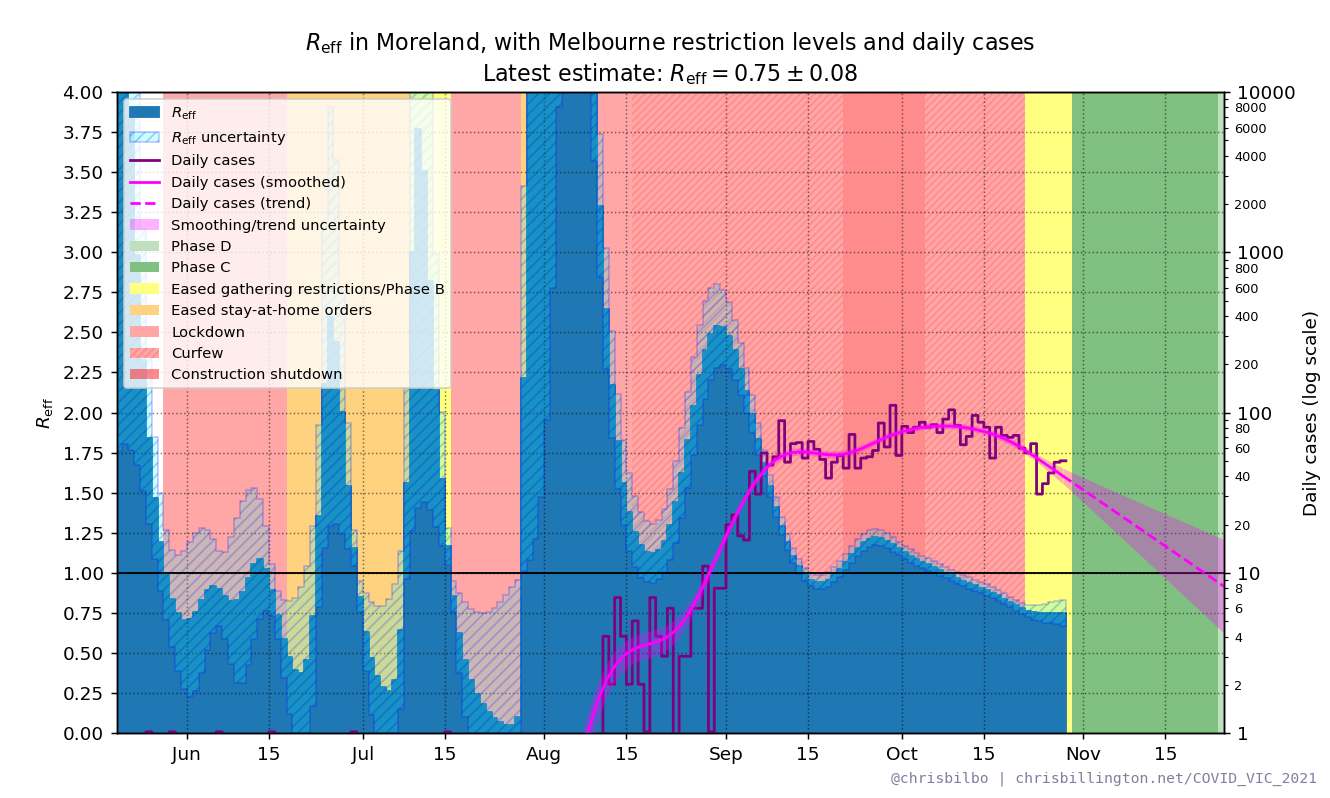 R_eff in Moreland, with Melbourne restriction levels and daily cases
Latest estimate: R_eff = 0.75 ± 0.08
4.00
3.75
3.50
3.25
3.00
2.75
2.50
2.25
2.00
1.75
1.50
1.25
1.00
0.75
0.50
0.25
0.00
R_eff
R_eff
R_eff uncertainty
Daily cases
Daily cases (smoothed)
Daily cases (trend)
Smoothing/trend uncertainty
Phase D
Phase C
Eased gathering restrictions/Phase B
Eased stay-at-home orders
Lockdown
Curfew
Construction shutdown
10000
8000
6000
4000
2000
1000
800
600
400
200
100
80
60
40
20
10
8
6
4
2
1
Daily cases (log scale)
Jun 15 Jul 15 Aug 15 Sep 15 Oct 15 Nov 15
@chrisbilbo | chrisbillington.net/COVID_VIC_2021